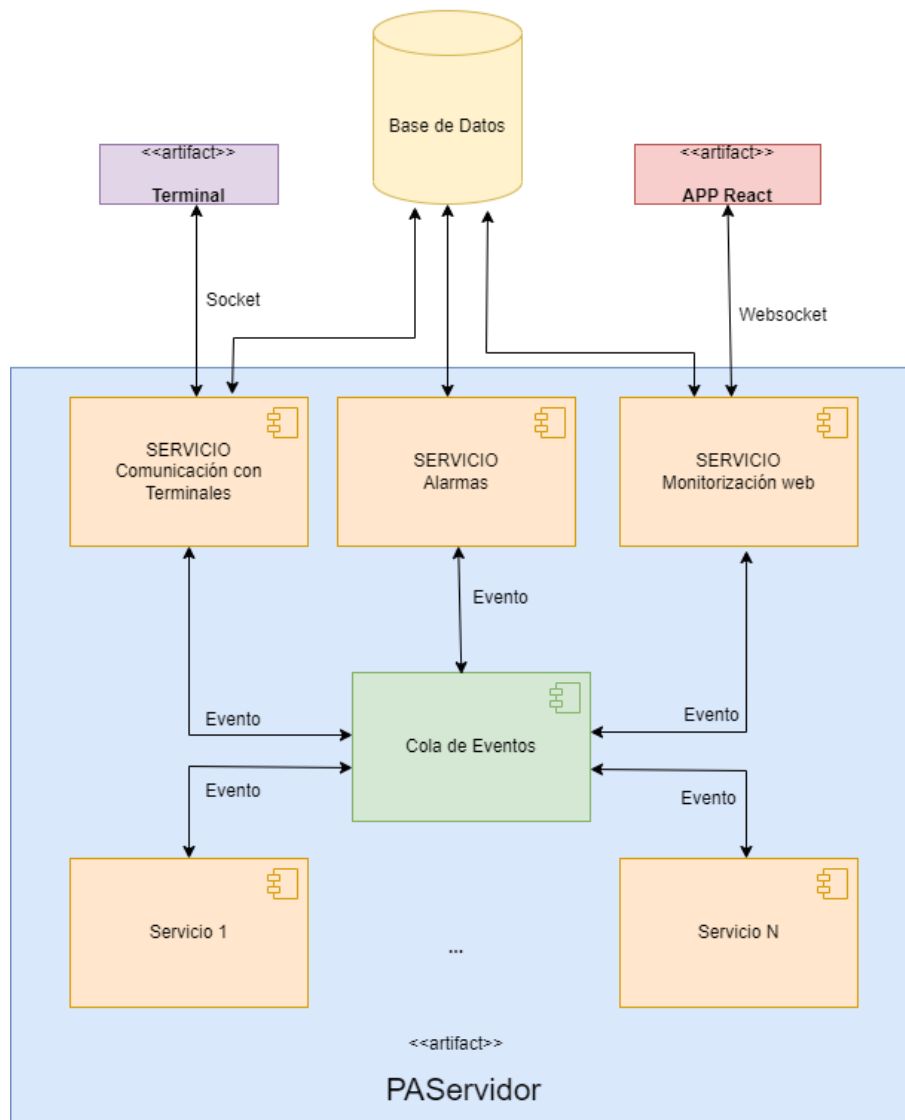 Base de Datos
<<artifact>>
Terminal
<<artifact>>
APP React
Socket
Websocket
SERVICIO
Comunicación con
Terminales
SERVICIO
Alarmas
SERVICIO
Monitorización web
Evento
Evento
Evento
Cola de Eventos
Evento
Evento
Servicio 1
...
Servicio N
<<artifact>>
PAServidor